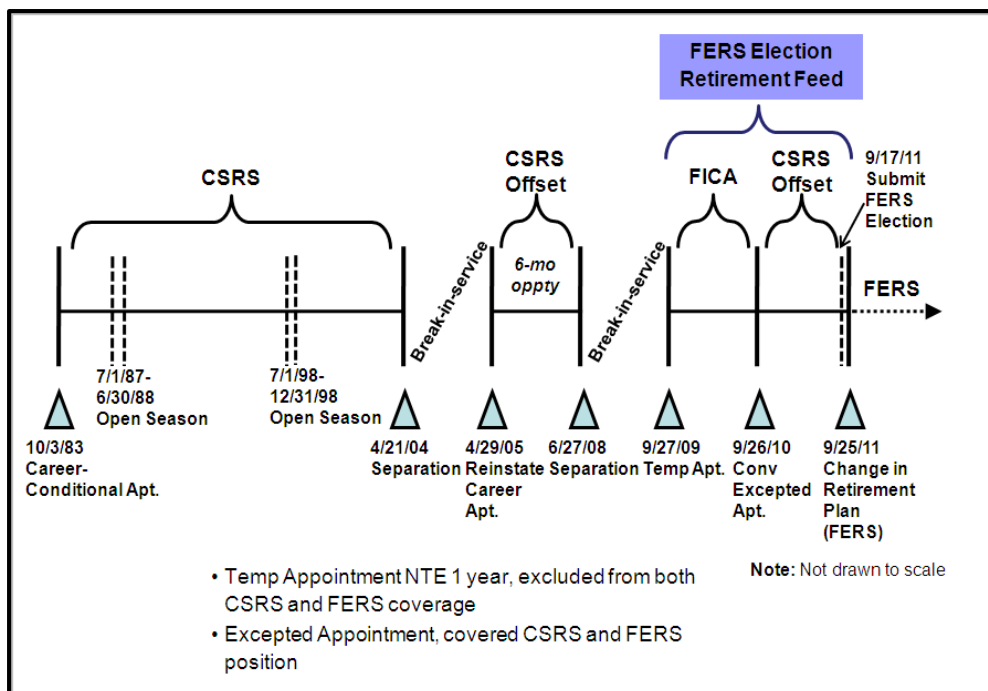 FERS Election
Retirement Feed
CSRS
CSRS
Offset
FICA
CSRS
Offset
9/17/11
Submit
FERS
Election
Break-in-service
6-mo
oppty
Break-in-service
FERS
7/1/87-
6/30/88
Open Season
7/1/98-
12/31/98
Open Season
10/3/83
Career-
Conditional Apt.
4/21/04
Separation
4/29/05
Reinstate
Career
Apt.
6/27/08
Separation
9/27/09
Temp Apt.
9/26/10
Conv
Excepted
Apt.
9/25/11
Change in
Retirement
Plan
(FERS)
• Temp Appointment NTE 1 year, excluded from both
CSRS and FERS coverage
• Excepted Appointment, covered CSRS and FERS
position
Note: Not drawn to scale